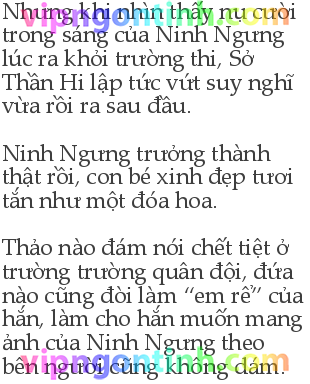 Nhưng khi nhìn thấy nụ cười
trong sáng của Ninh Ngưng
lúc ra khỏi trường thi, Sở
Thần Hi lập tức vứt suy nghĩ
vừa rồi ra sau đầu.
Ninh Ngưng trưởng thành
thật rồi, con bé xinh đẹp tươi
tắn như một đóa hoa.
Thảo nào đám nói chết tiệt ở
trường trường quân đội, đứa
nào cũng đòi làm “em rể” của
hắn, làm cho hắn muốn mang
ảnh của Ninh Ngưng theo
bên người cũng không dám.
vipngontinh.com
vipngontinh.com
vipngontinh.com